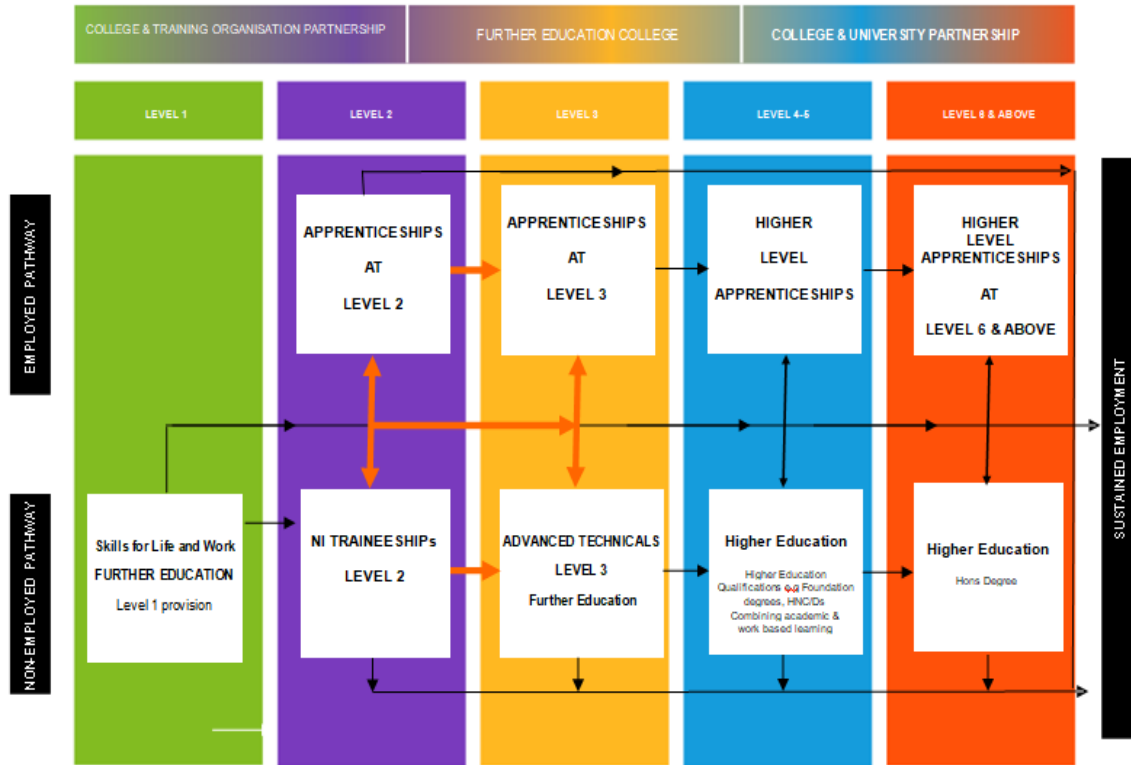 COLLEGE & TRAINING ORGANISATION PARTNERSHIP
FURTHER EDUCATION COLLEGE
COLLEGE & UNIVERSITY PARTNERSHIP
LEVEL 1
LEVEL 2
LEVEL 3
LEVEL 4-5
LEVEL 6 & ABOVE
EMPLOYED PATHWAY
APPRENTICESHIPS
AT
LEVEL 2
APPRENTICESHIPS
AT
LEVEL 3
HIGHER
LEVEL
APPRENTICESHIPS
HIGHER
LEVEL
APPRENTICESHIPS
AT
LEVEL 6 & ABOVE
NON-EMPLOYED PATHWAY
Skills for Life and Work
FURTHER EDUCATION
Level 1 provision
NI TRAINEESHIPs
LEVEL 2
ADVANCED TECHNICALS
LEVEL 3
Further Education
Higher Education
Higher Education
Qualifications e.g Foundation
degrees, HNC/Ds
Combining academic &
work based learning
Higher Education
Hons Degree
SUSTAINED EMPLOYMENT